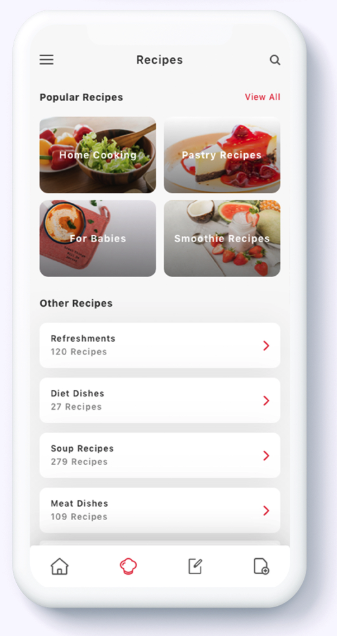 Recipes
Popular Recipes
View All
Home Cooking
Pastry Recipes
For Babies
Smoothie Recipes
Other Recipes
Refreshments
120 Recipes
Diet Dishes
27 Recipes
Soup Recipes
279 Recipes
Meat Dishes
109 Recipes